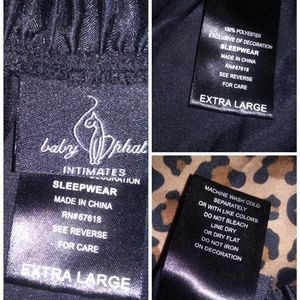 baby phat
INTIMATES
DECORATION
SLEEPWEAR
MADE IN CHINA
RN#67618
SEE REVERSE
FOR CARE
EXTRA LARGE
100% POLYESTER
EXCLUSIVE OF DECORATION
SLEEPWEAR
MADE IN CHINA
RN#67618
SEE REVERSE
FOR CARE
EXTRA LARGE
MACHINE WASH COLD
SEPARATELY
OR WITH LIKE COLORS
DO NOT BLEACH
LINE DRY
OR DRY FLAT
DO NOT IRON
ON DECORATION